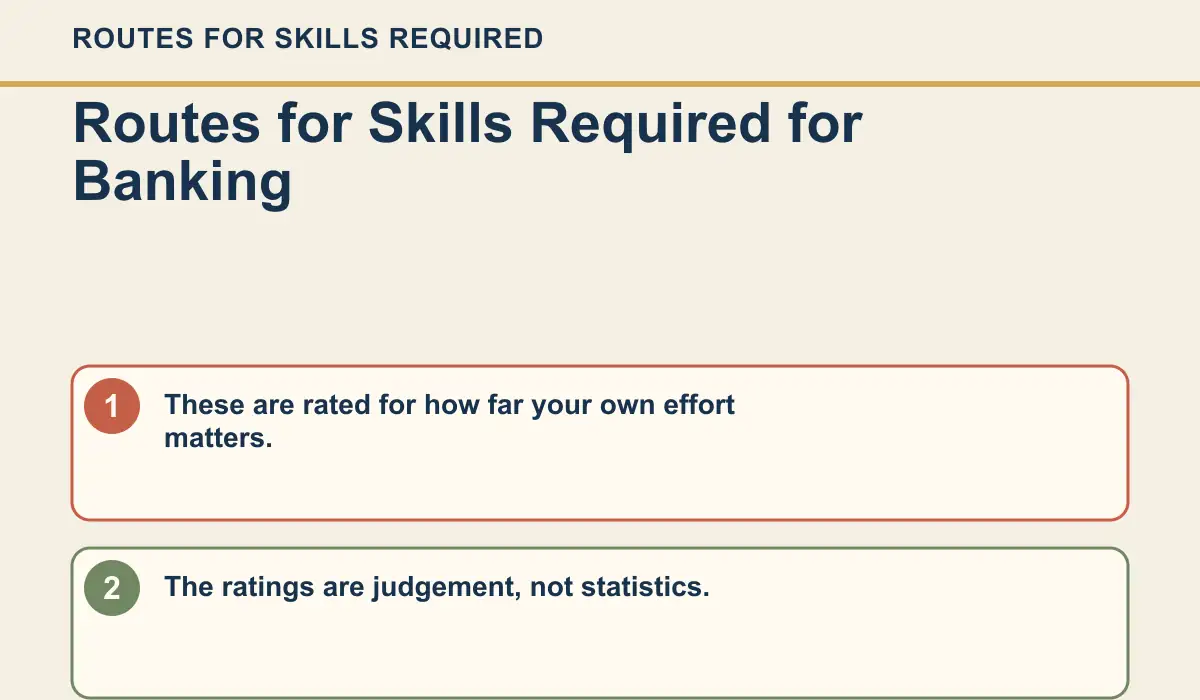 ROUTES FOR SKILLS REQUIRED
Routes for Skills Required for
Banking
1
These are rated for how far your own effort
matters.
2
The ratings are judgement, not statistics.